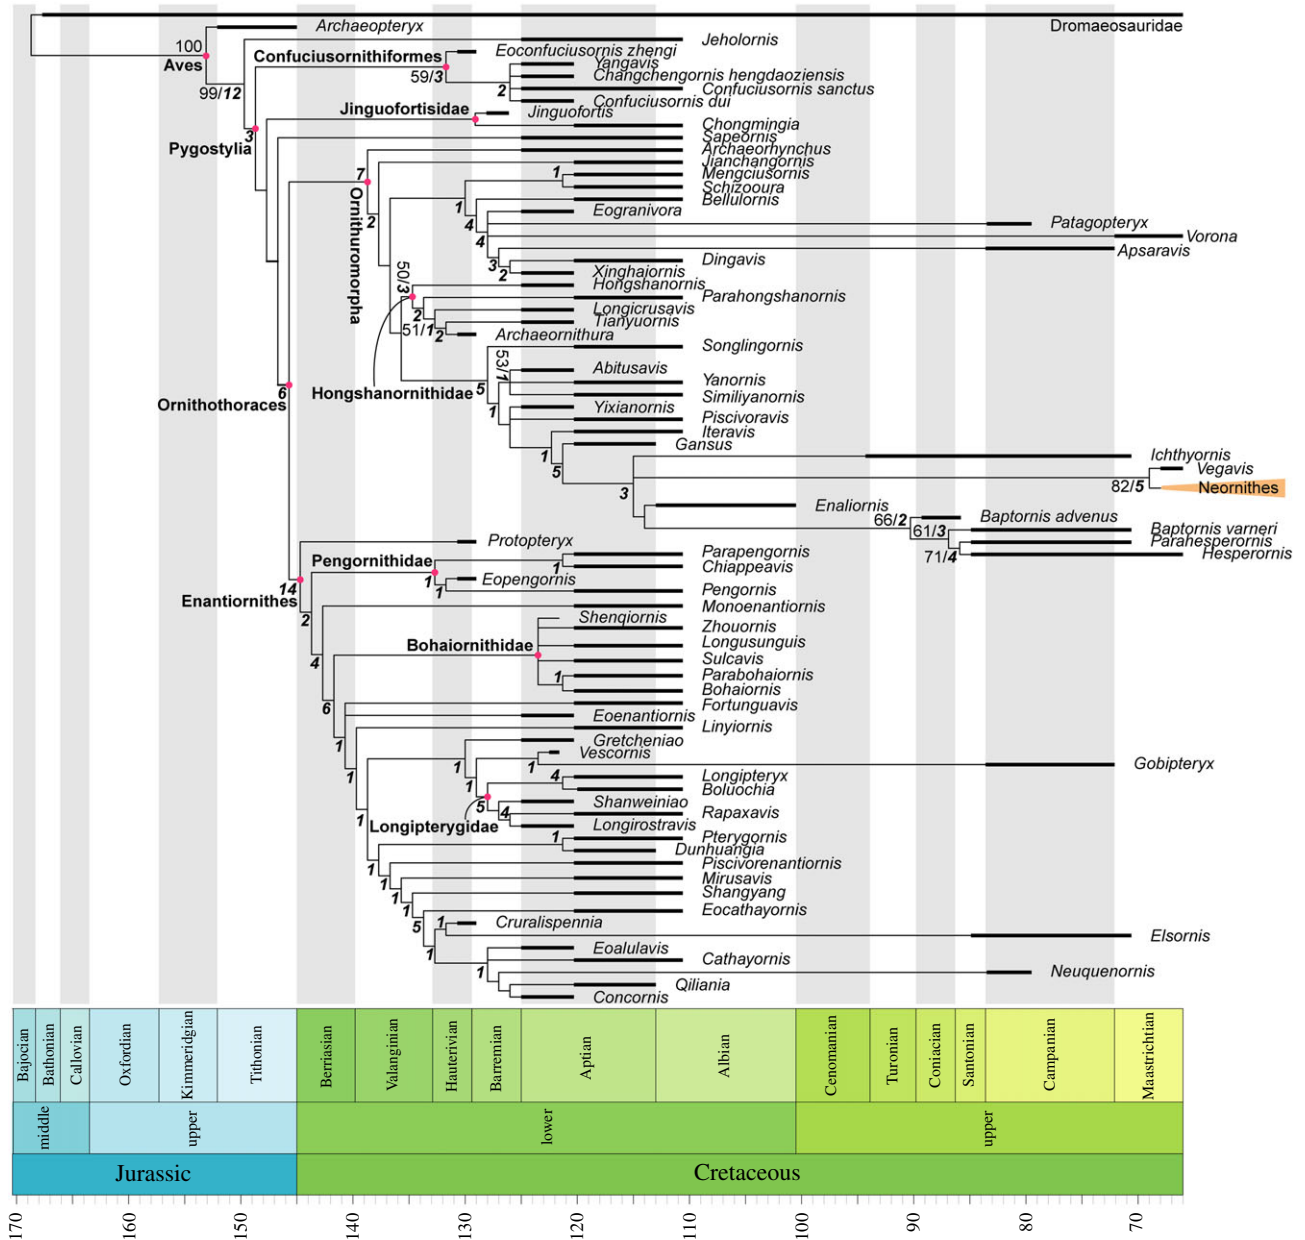 Dromaeosauridae
Archaeopteryx
100
Aves
Jeholornis
Confuciusornithiformes
Eoconfuciusornis zhengi
59/3
Yangavis
Changchengornis hengdaoziensis
99/12
2
Confuciusornis sanctus
Confuciusornis dui
Jinguofortisidae
Jinguofortis
Chongmingia
3
Pygostylia
Sapeornis
Archaeorhynchus
7
Jianchangornis
1
Mengciusornis
Schizooura
Ornithuromorpha
2
1
Bellulornis
Eogranivora
4
Patagopteryx
4
Vorona
Apsaravis
3
Dingavis
2
Xinghaiornis
50/3
Hongshanornis
Parahongshanornis
2
Longicrusavis
51/1
Tianyuornis
2
Archaeornithura
Songlingornis
53/1
Abitusavis
6
Hongshanornithidae
5
Yanornis
Ornithothoraces
Similiyanornis
1
Yixianornis
Piscivoravis
Iteravis
Gansus
1
Ichthyornis
5
Vegavis
3
82/5
Neornithes
Enaliornis
66/2
Baptornis advenus
61/3
Baptornis varneri
Parahesperornis
71/4
Hesperornis
Protopteryx
Pengornithidae
Parapengornis
1
Chiappeavis
14
1
Eopengornis
1
Pengornis
Enantiornithes
Monoenantiornis
2
Shenqiornis
Zhouornis
Bohaiornithidae
Longusunguis
4
Sulcavis
1
Parabohaiornis
Bohaiornis
6
Fortunguavis
Eoenantiornis
Linyiornis
1
Gretcheniao
Vescornis
1
1
1
Gobipteryx
1
4
Longipteryx
Boluochia
5
Shanweiniao
1
4
Rapaxavis
Longipterygidae
Longirostravis
1
Pterygornis
Dunhuangia
1
Piscivorenantiornis
1
Mirusavis
1
Shangyang
1
Eocathayornis
5
1
Cruralispennia
Elsornis
1
Eoalulavis
Cathayornis
1
Neuquenornis
Qiliania
Concornis
Bajocian
Bathonian
Callovian
Oxfordian
Kimmeridgian
Tithonian
Berriasian
Valanginian
Hauterivian
Barremian
Aptian
Albian
Cenomanian
Turonian
Coniacian
Santonian
Campanian
Maastrichtian
middle
upper
lower
upper
Jurassic
Cretaceous
170
160
150
140
130
120
110
100
90
80
70